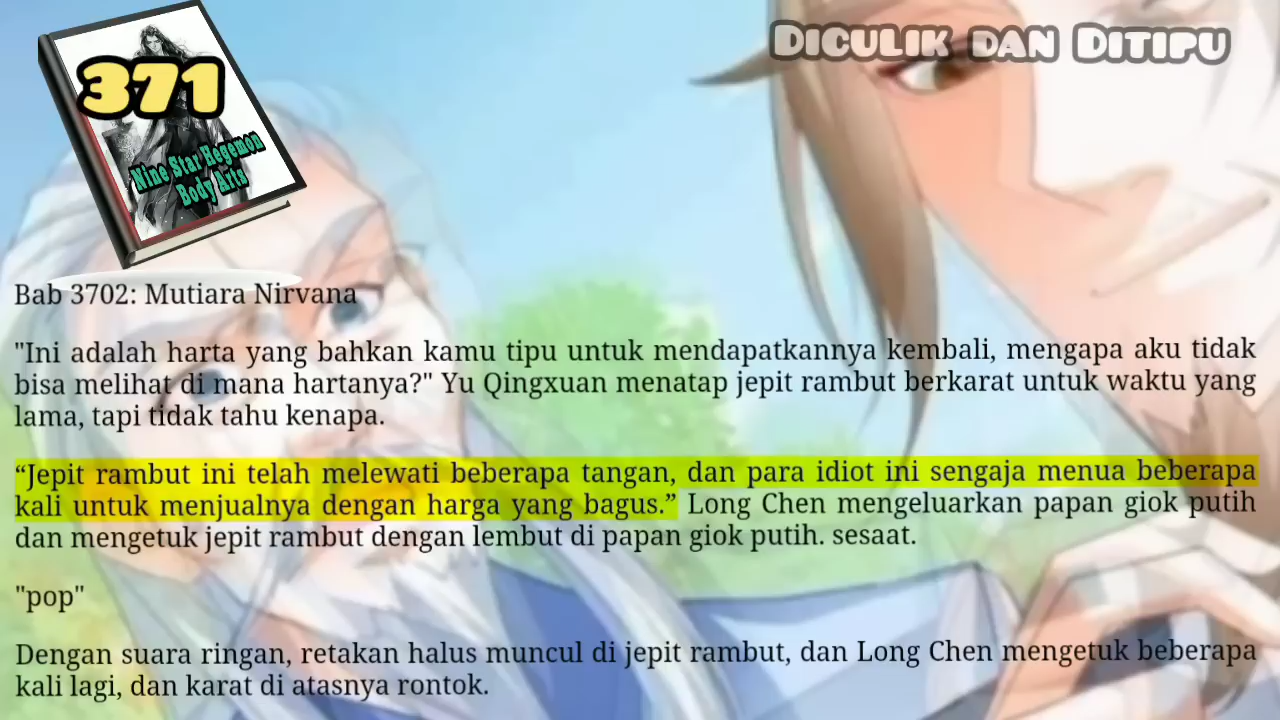 Diculik dan Ditipu
371
Nine Star Hegemon
Body Arts
Bab 3702: Mutiara Nirvana
"Ini adalah harta yang bahkan kamu tipu untuk mendapatkannya kembali, mengapa aku tidak
bisa melihat di mana hartanya?" Yu Qingxuan menatap jepit rambut berkarat untuk waktu yang
lama, tapi tidak tahu kenapa.
“Jepit rambut ini telah melewati beberapa tangan, dan para idiot ini sengaja menua beberapa
kali untuk menjualnya dengan harga yang bagus.” Long Chen mengeluarkan papan giok putih
dan mengetuk jepit rambut dengan lembut di papan giok putih. sesaat.
"pop"
Dengan suara ringan, retakan halus muncul di jepit rambut, dan Long Chen mengetuk beberapa
kali lagi, dan karat di atasnya rontok.